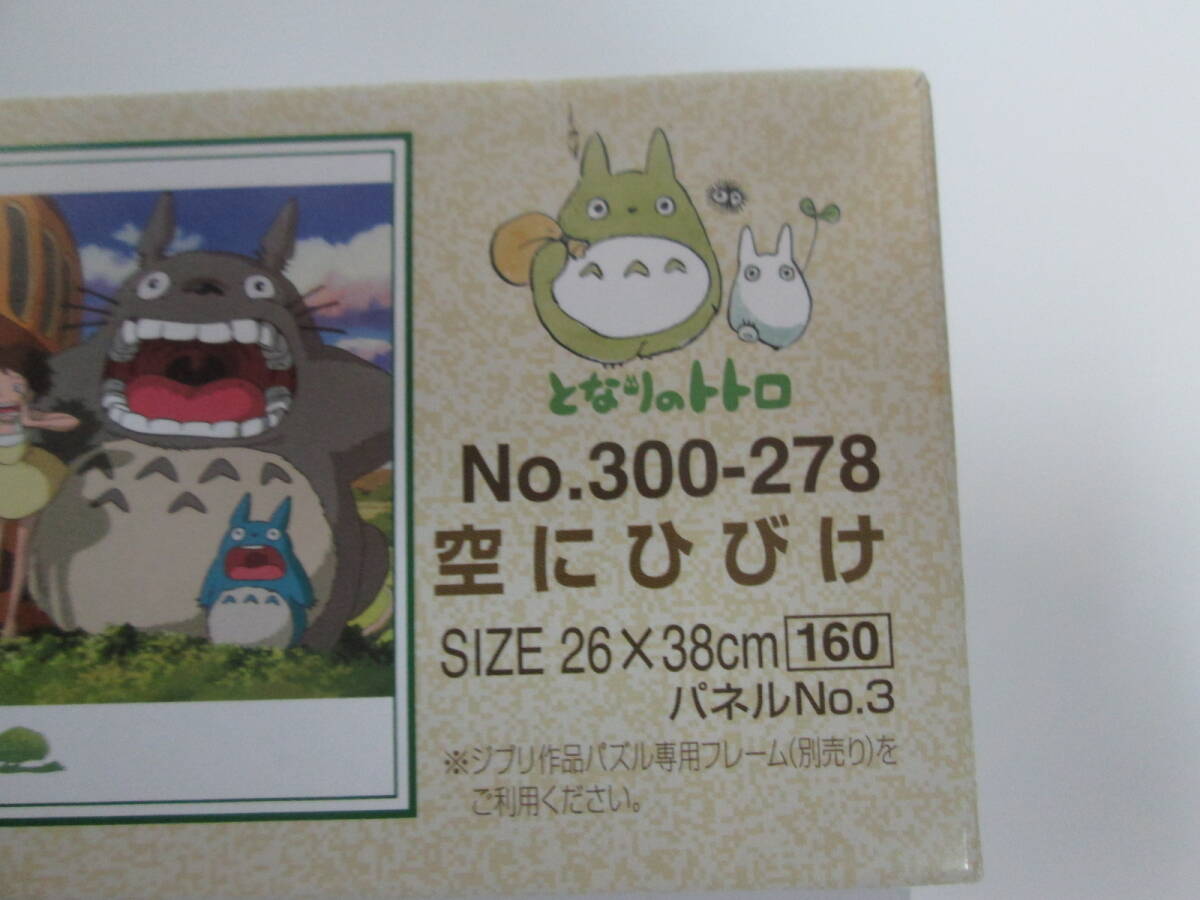 となりのトトロ
No.300-278
空にひびけ
SIZE 26×38cm 160
パネルNo.3
※ジブリ作品パズル専用フレーム(別売り)を
ご利用ください。